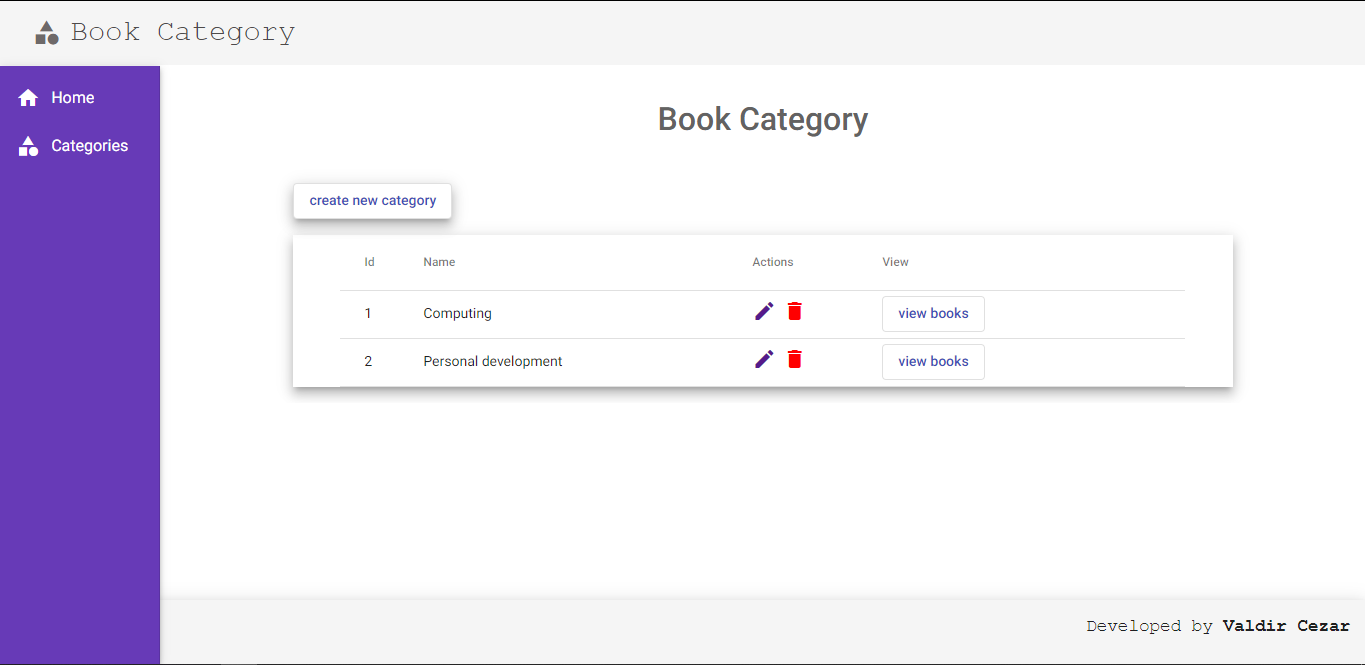 Book Category
Home
Categories
Book Category
create new category
Id Name Actions View
1 Computing view books
2 Personal development view books
Developed by Valdir Cezar